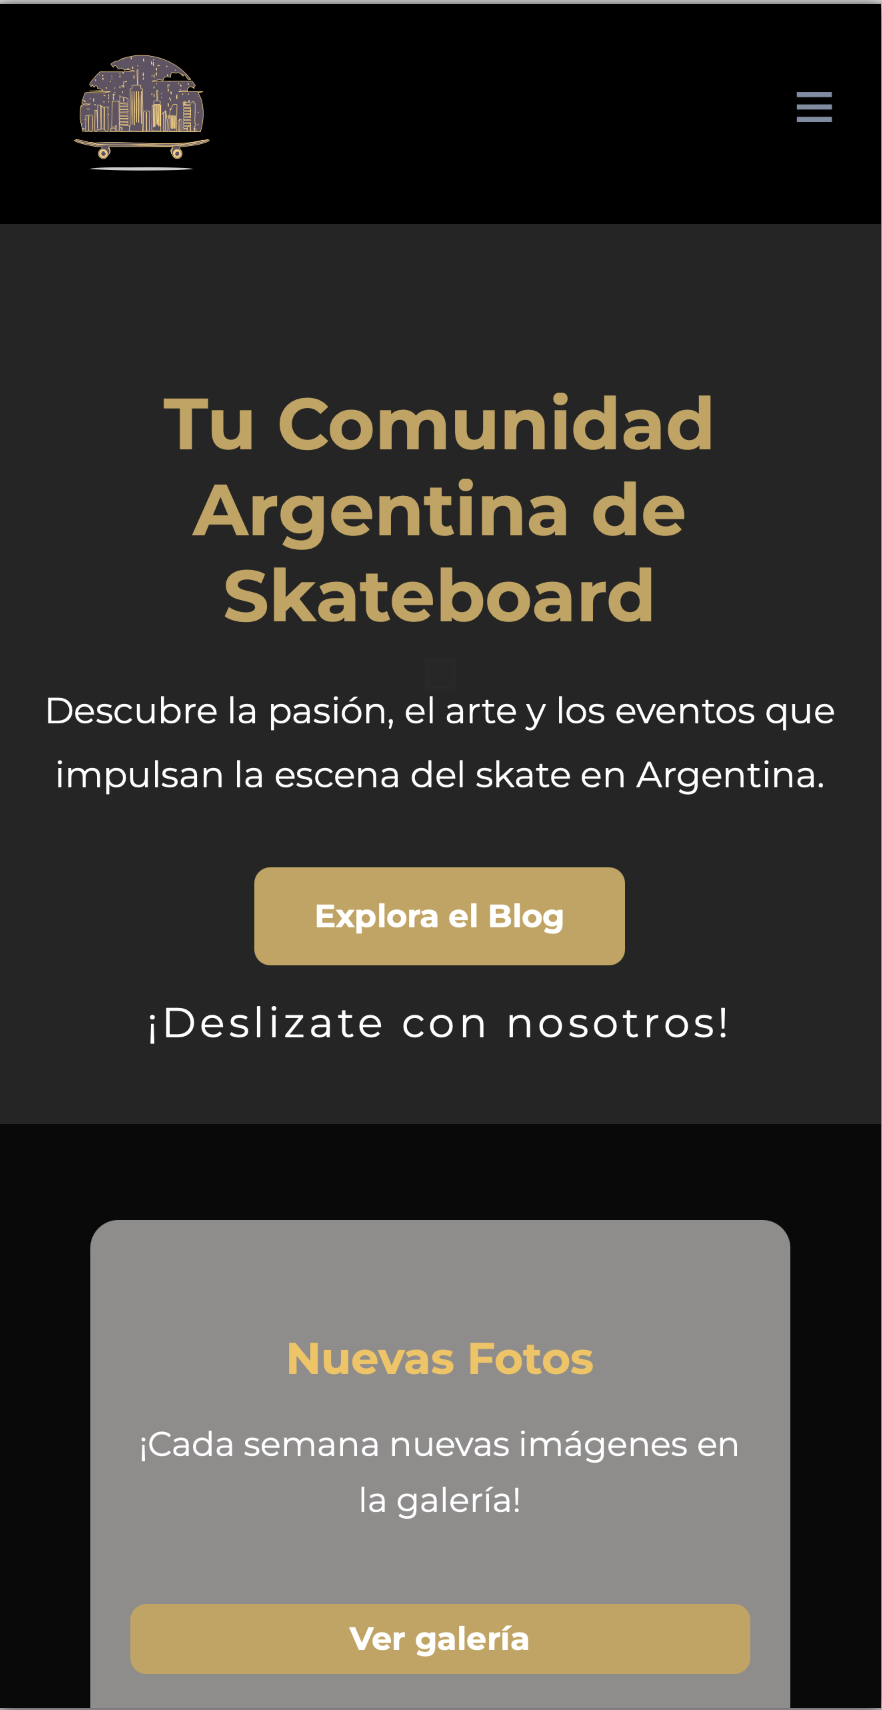 Tu Comunidad
Argentina de
Skateboard
Descubre la pasión, el arte y los eventos que
impulsan la escena del skate en Argentina.
Explora el Blog
¡Deslizate con nosotros!
Nuevas Fotos
¡Cada semana nuevas imágenes en
la galería!
Ver galería